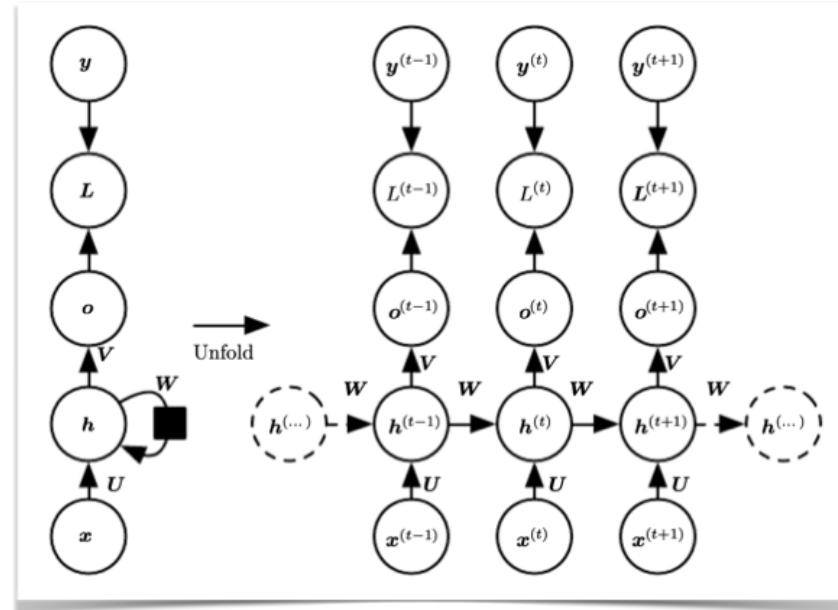 y y^(t−1) y^(t) y^(t+1)
L L^(t−1) L^(t) L^(t+1)
o o^(t−1) o^(t) o^(t+1)
Unfold
V V V V
W W W W W
h h^(...) h^(t−1) h^(t) h^(t+1) h^(...)
U U U U
x x^(t−1) x^(t) x^(t+1)